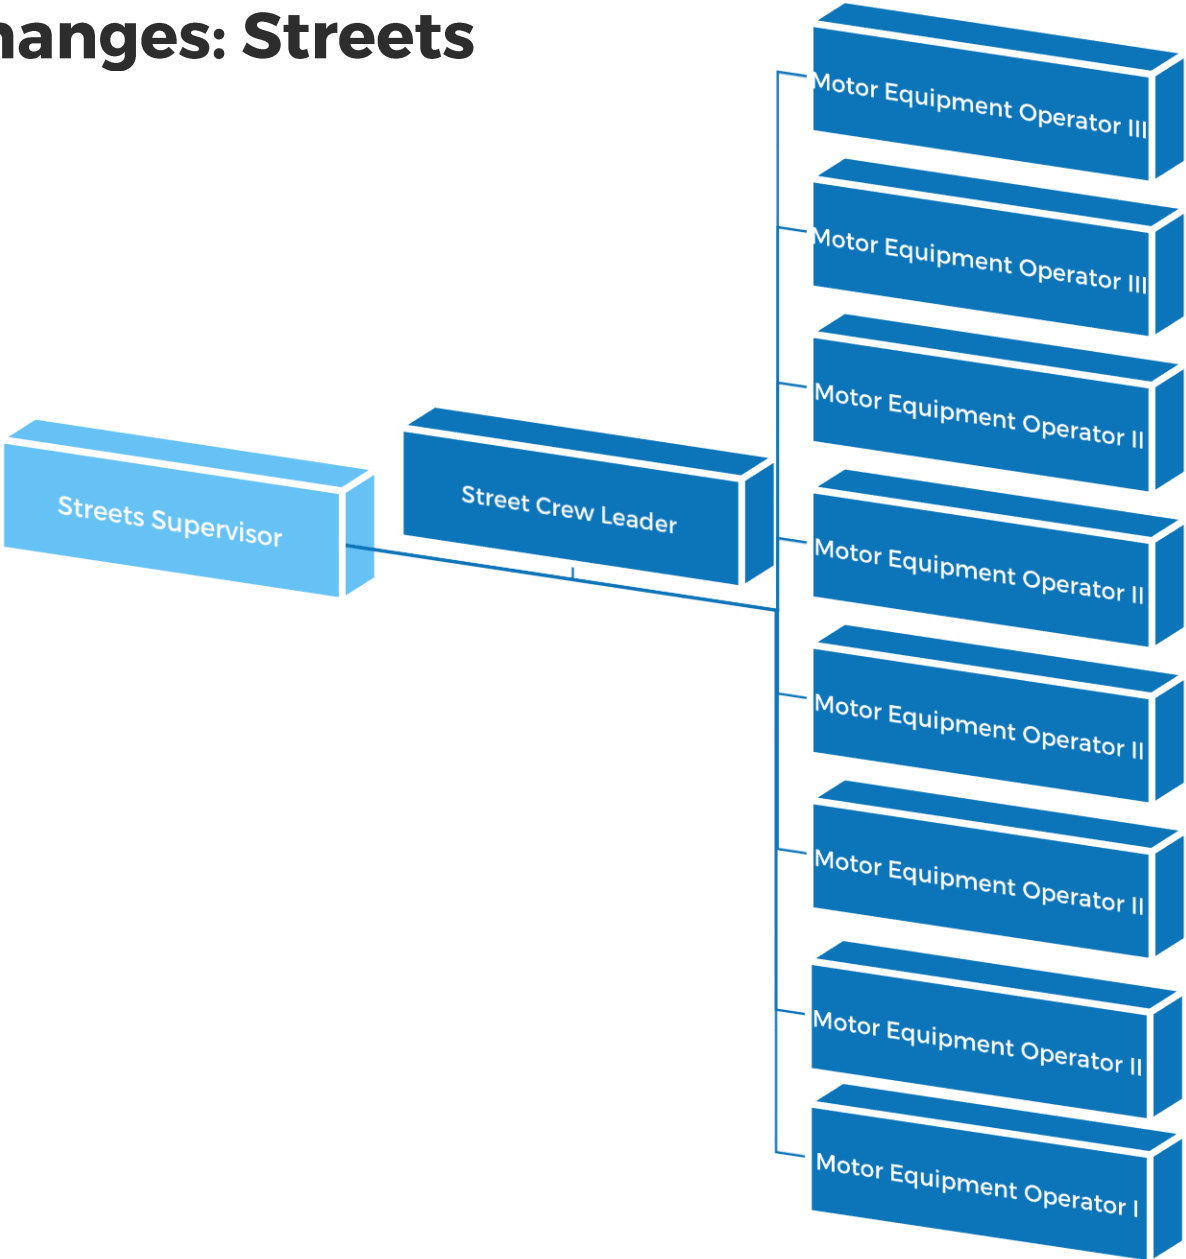 hanges: Streets
Motor Equipment Operator III
Motor Equipment Operator III
Motor Equipment Operator II
Streets Supervisor
Street Crew Leader
Motor Equipment Operator II
Motor Equipment Operator II
Motor Equipment Operator II
Motor Equipment Operator II
Motor Equipment Operator I